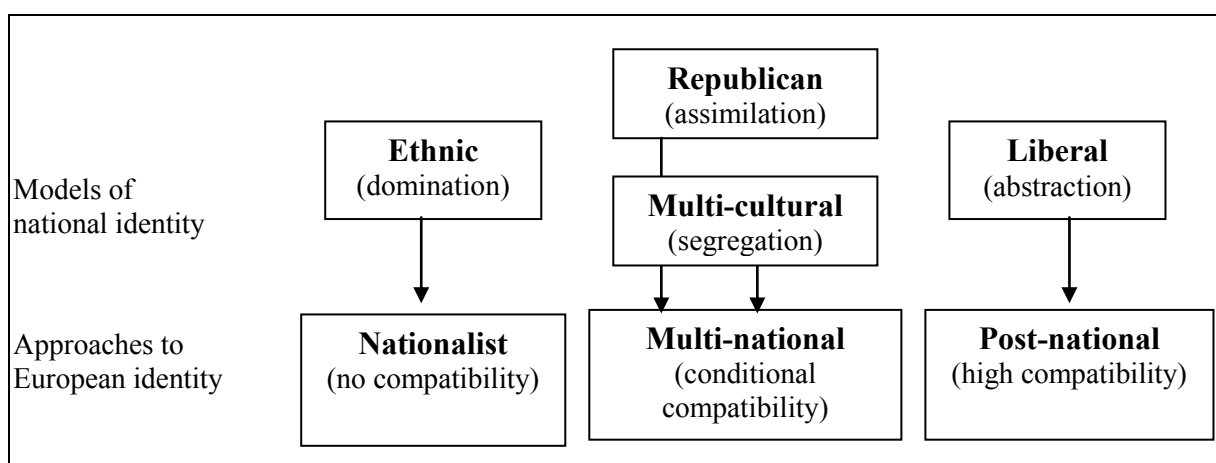 Republican
(assimilation)
Ethnic
(domination)
Liberal
(abstraction)
Models of
national identity
Multi-cultural
(segregation)
Approaches to
European identity
Nationalist
(no compatibility)
Multi-national
(conditional
compatibility)
Post-national
(high compatibility)